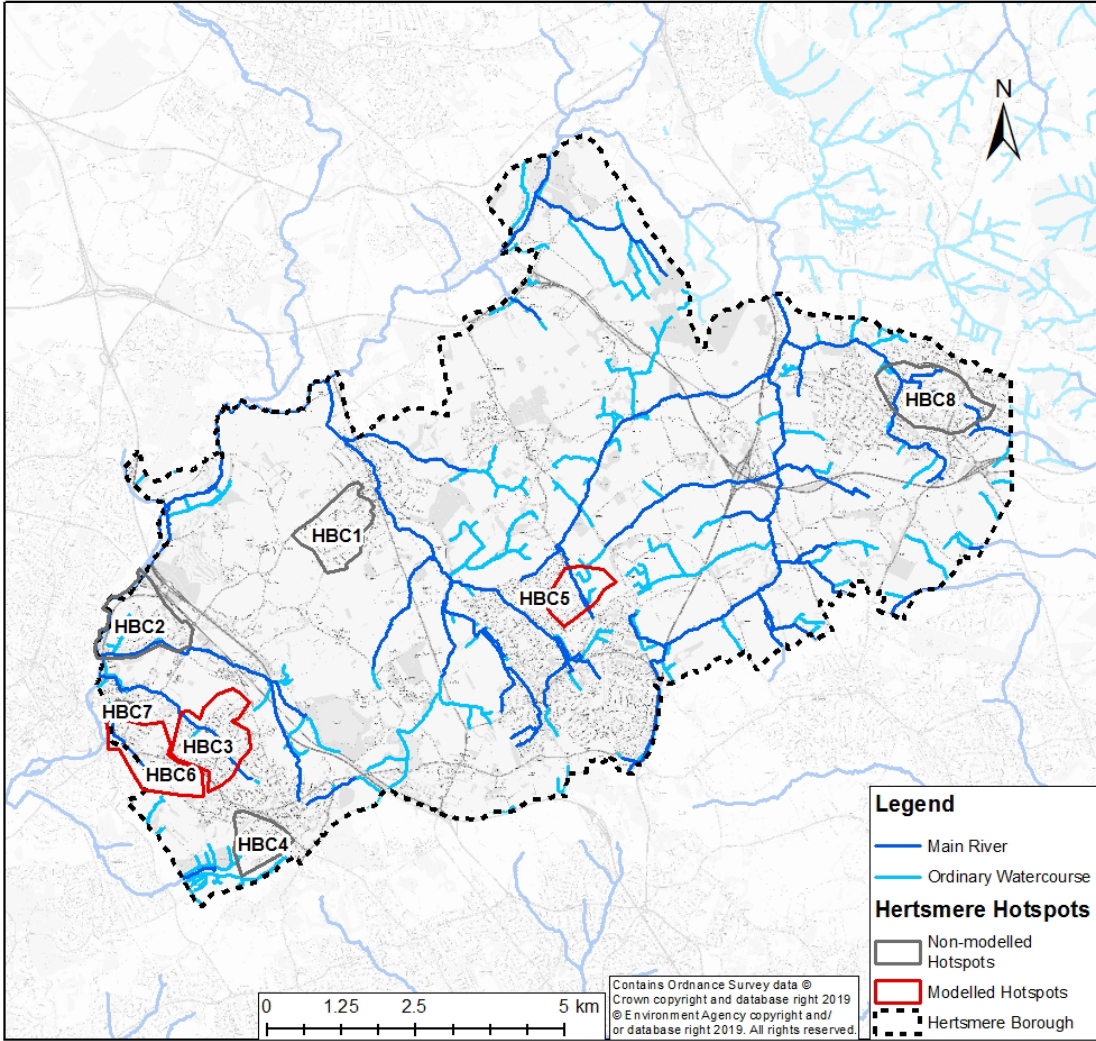 N
HBC8
HBC1
HBC5
HBC2
HBC7
HBC3
HBC6
HBC4
Legend
Main River
Ordinary Watercourse
Hertsmere Hotspots
Non-modelled
Hotspots
Modelled Hotspots
Hertsmere Borough
0 1.25 2.5 5 km
Contains Ordnance Survey data ©
Crown copyright and database right 2019
© Environment Agency copyright and/
or database right 2019. All rights reserved.